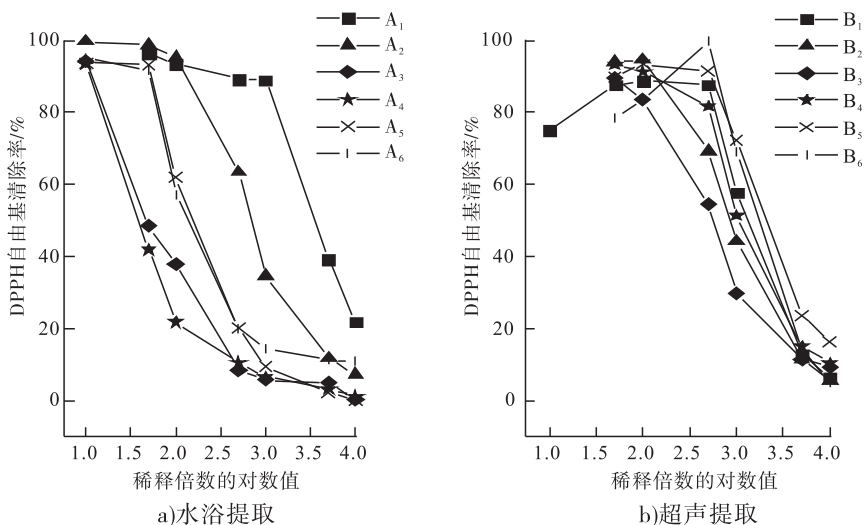 DPPH自由基清除率/%
100
80
60
40
20
0
1.0 1.5 2.0 2.5 3.0 3.5 4.0
稀释倍数的对数值
a)水浴提取
A₁
A₂
A₃
A₄
A₅
A₆
DPPH自由基清除率/%
100
80
60
40
20
0
1.0 1.5 2.0 2.5 3.0 3.5 4.0
稀释倍数的对数值
b)超声提取
B₁
B₂
B₃
B₄
B₅
B₆